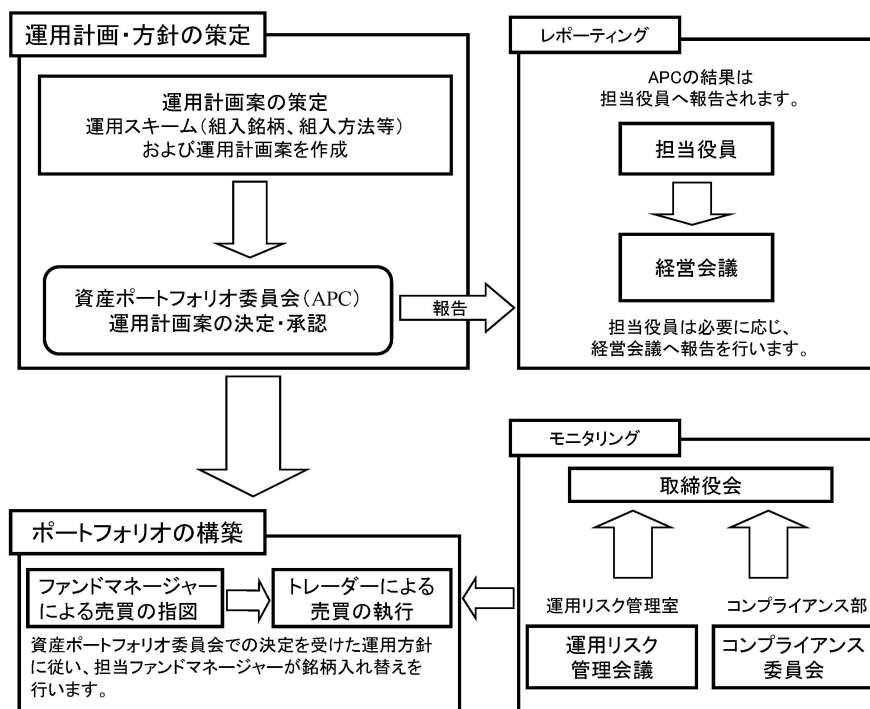 運用計画・方針の策定
運用計画案の策定
運用スキーム(組入銘柄、組入方法等)
および運用計画案を作成
資産ポートフォリオ委員会(APC)
運用計画案の決定・承認
報告
レポーティング
APCの結果は
担当役員へ報告されます。
担当役員
経営会議
担当役員は必要に応じ、
経営会議へ報告を行います。
ポートフォリオの構築
ファンドマネージャー
による売買の指図
トレーダーによる
売買の執行
資産ポートフォリオ委員会での決定を受けた運用方針
に従い、担当ファンドマネージャーが銘柄入れ替えを
行います。
モニタリング
取締役会
運用リスク管理室
コンプライアンス部
運用リスク
管理会議
コンプライアンス
委員会